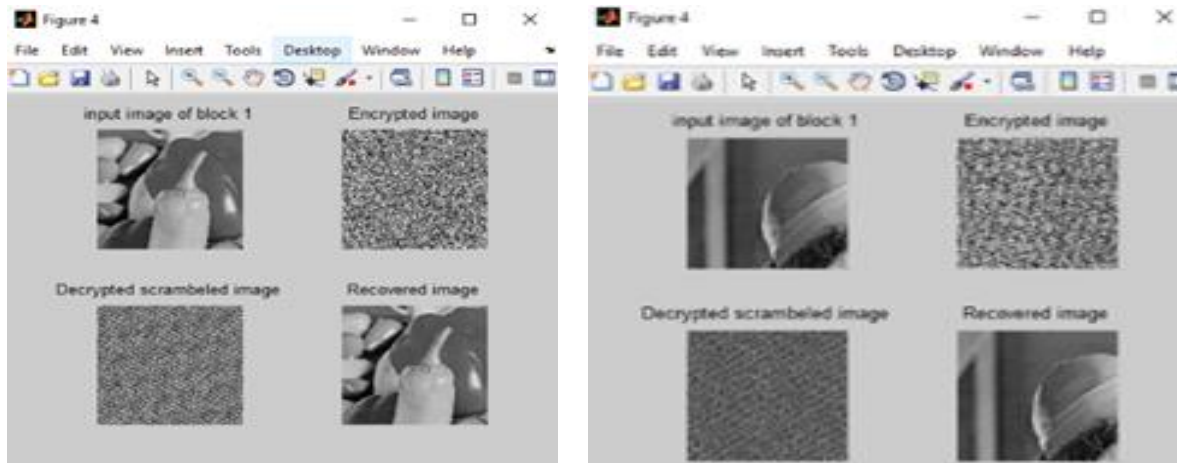 Figure 4
File Edit View Insert Tools Desktop Window Help
input image of block 1 Encrypted image
Decrypted scrambeled image Recovered image
Figure 4
File Edit View Insert Tools Desktop Window Help
input image of block 1 Encrypted image
Decrypted scrambeled image Recovered image